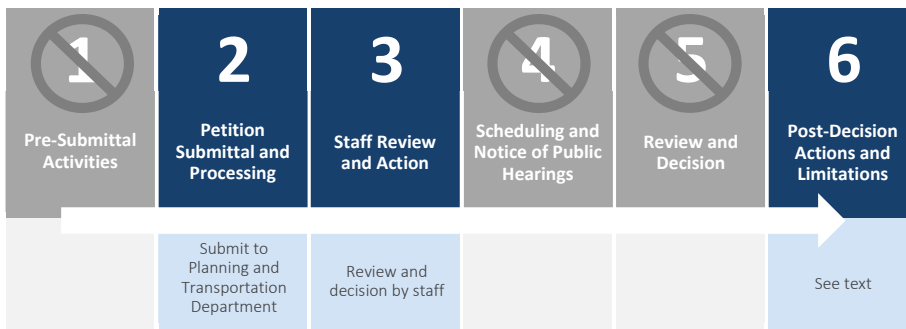 1
2
3
4
5
6
Pre-Submittal
Activities
Petition
Submittal and
Processing
Staff Review
and Action
Scheduling and
Notice of Public
Hearings
Review and
Decision
Post-Decision
Actions and
Limitations
Submit to
Planning and
Transportation
Department
Review and
decision by staff
See text